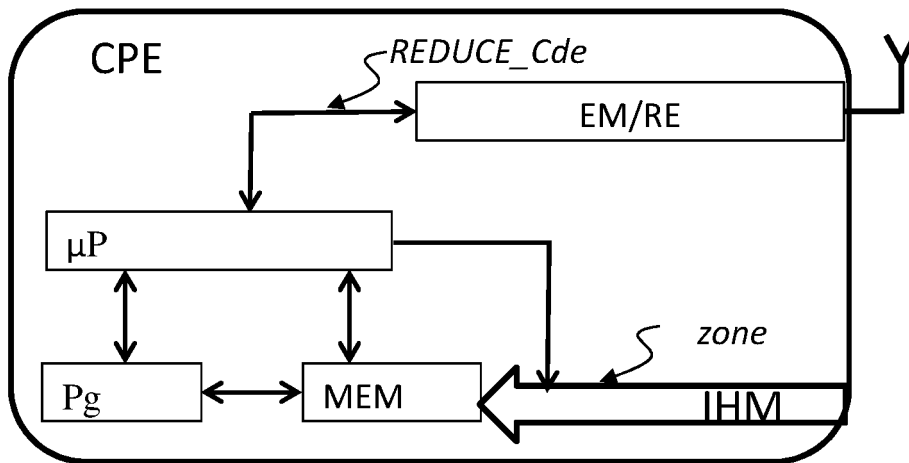 CPE
REDUCE_Cde
EM/RE
µP
zone
Pg
MEM
IHM